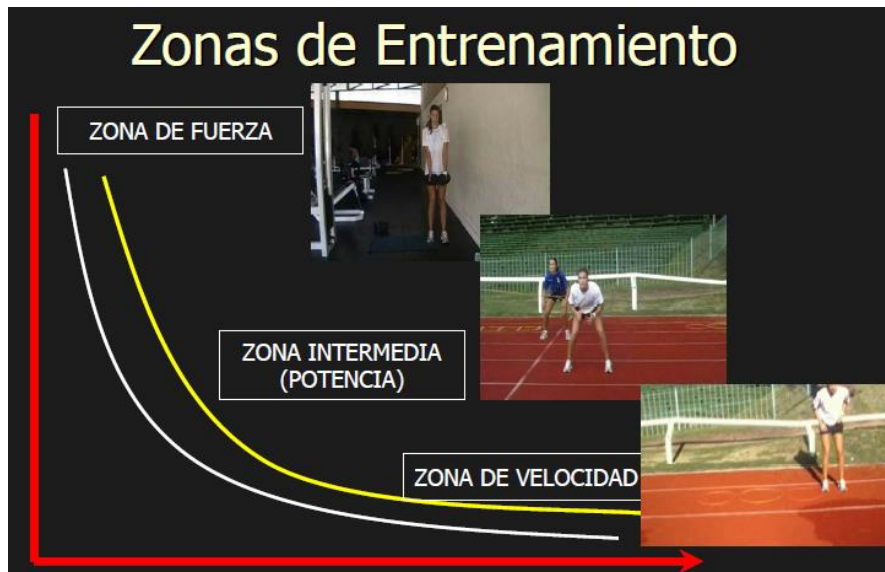 Zonas de Entrenamiento
ZONA DE FUERZA
ZONA INTERMEDIA
(POTENCIA)
ZONA DE VELOCIDAD